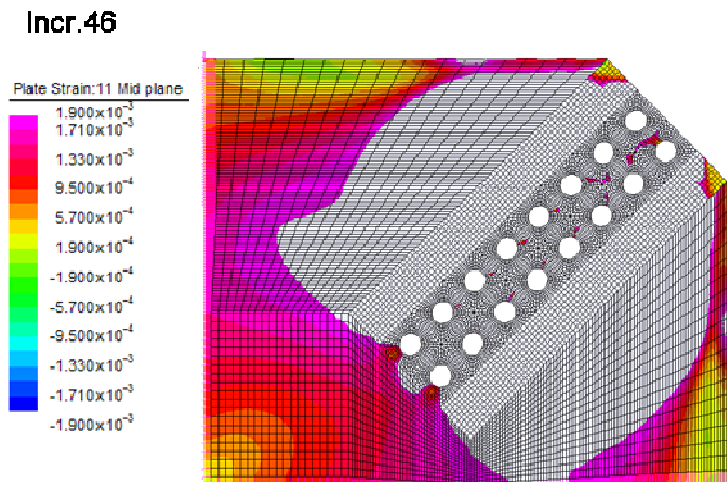 Incr.46
Plate Strain:11 Mid plane
1.900x10⁻³
1.710x10⁻³
1.330x10⁻³
9.500x10⁻⁴
5.700x10⁻⁴
1.900x10⁻⁴
-1.900x10⁻⁴
-5.700x10⁻⁴
-9.500x10⁻⁴
-1.330x10⁻³
-1.710x10⁻³
-1.900x10⁻³